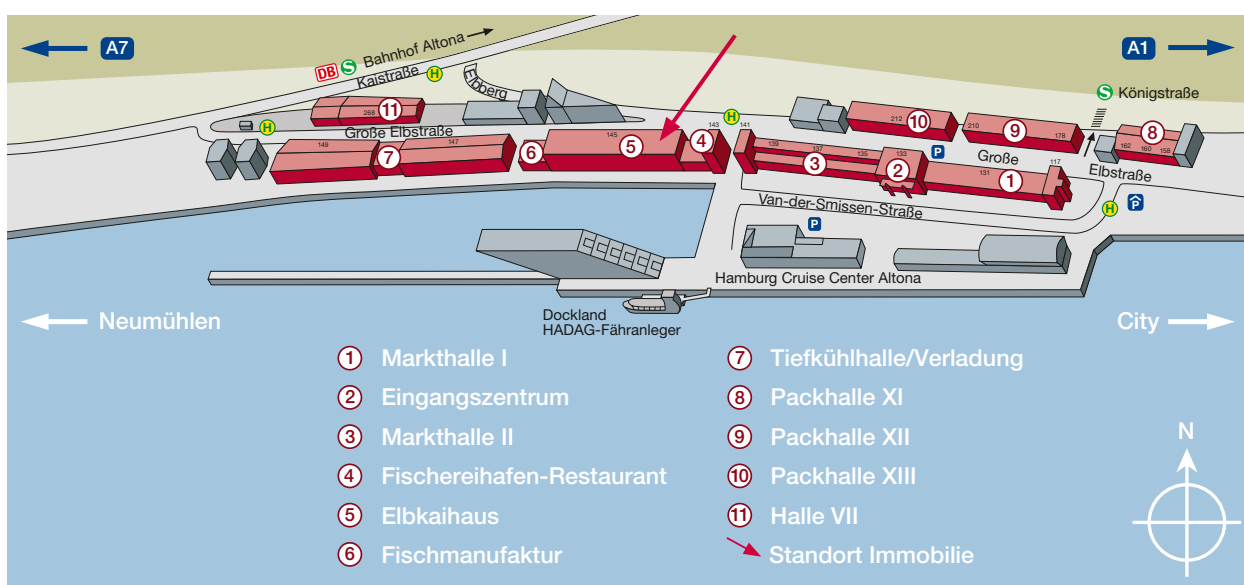 A7
A1
DB S Bahnhof Altona
Kaistraße H
Elbberg
S Königstraße
11
268
H
Große Elbstraße
149
147
7
145
5
6
143
4
H
141
139
137
135
3
133
2
P
212
10
210
178
9
Große
Elbstraße
131
117
1
162
160
158
8
H
P
Van-der-Smissen-Straße
P
Hamburg Cruise Center Altona
Dockland
HADAG-Fähranleger
Neumühlen
City
1 Markthalle I
2 Eingangszentrum
3 Markthalle II
4 Fischereihafen-Restaurant
5 Elbkaihaus
6 Fischmanufaktur
7 Tiefkühlhalle/Verladung
8 Packhalle XI
9 Packhalle XII
10 Packhalle XIII
11 Halle VII
Standort Immobilie
N